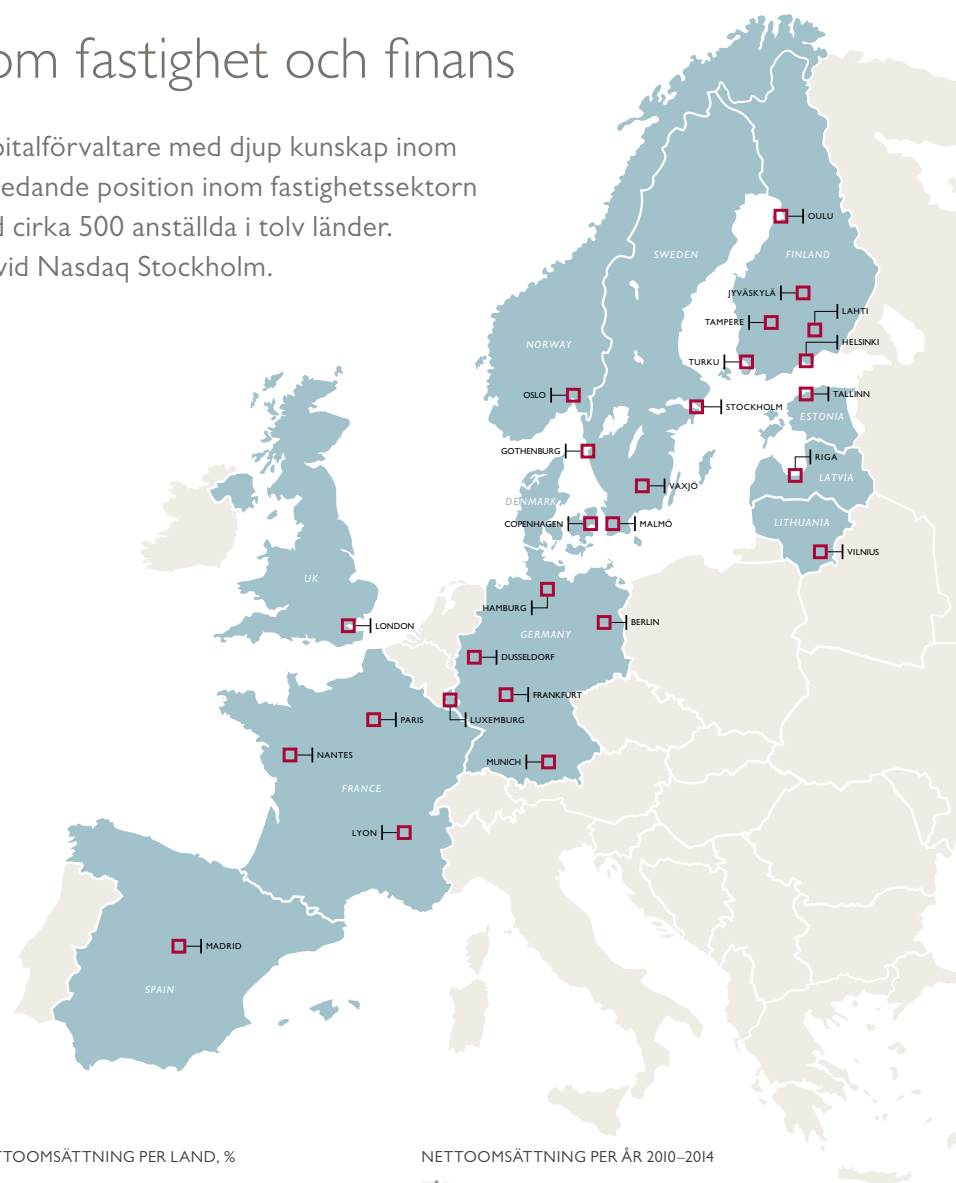 om fastighet och finans
pitalförvaltare med djup kunskap inom
edande position inom fastighetssektorn
d cirka 500 anställda i tolv länder.
vid Nasdaq Stockholm.
OULU
SWEDEN
FINLAND
JYVÄSKYLÄ
LAHTI
TAMPERE
HELSINKI
NORWAY
TURKU
OSLO
TALLINN
STOCKHOLM
ESTONIA
GOTHENBURG
RIGA
LATVIA
VÄXJÖ
DENMARK
COPENHAGEN
MALMÖ
LITHUANIA
VILNIUS
UK
HAMBURG
LONDON
BERLIN
GERMANY
DUSSELDORF
FRANKFURT
PARIS
LUXEMBURG
NANTES
MUNICH
FRANCE
LYON
MADRID
SPAIN
TTOOMSÄTTNING PER LAND, %
NETTOOMSÄTTNING PER ÅR 2010–2014